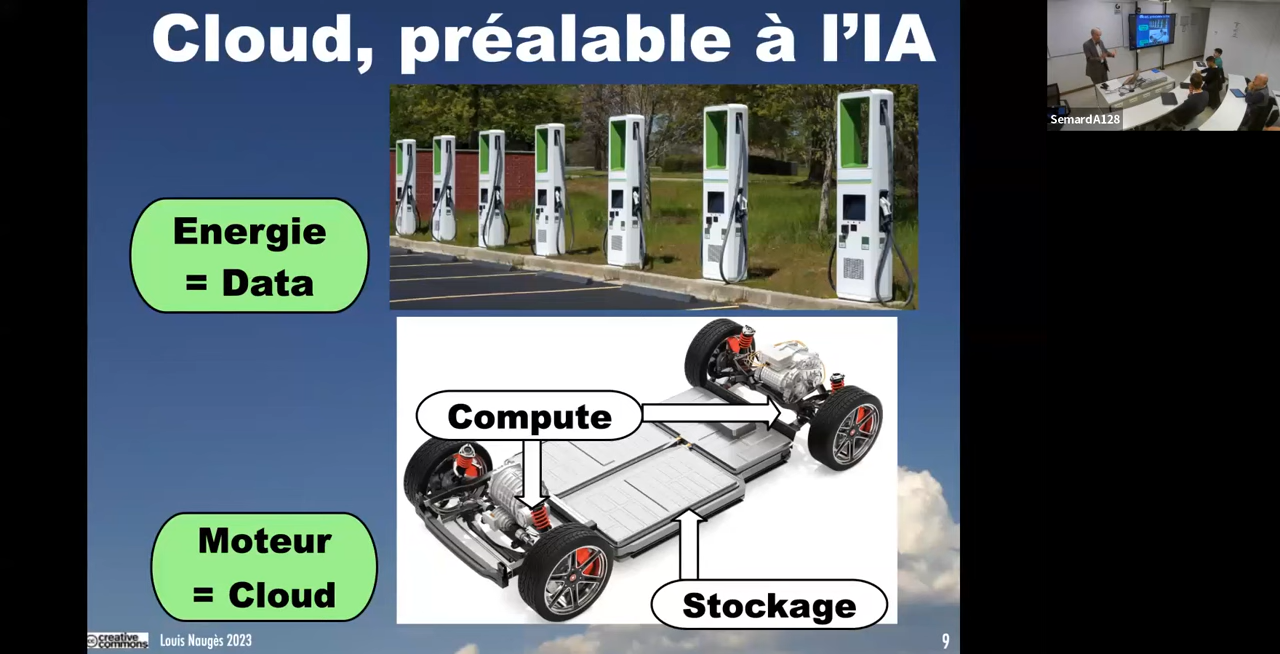 Cloud, préalable à l'IA
Energie
= Data
Compute
Moteur
= Cloud
Stockage
creative
commons
Louis Naugès 2023
9
SemardA128